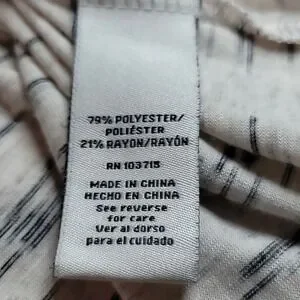 79% POLYESTER/
POLIÉSTER
21% RAYON/RAYÓN
RN 103715
MADE IN CHINA
HECHO EN CHINA
See reverse
for care
Ver al dorso
para el cuidado